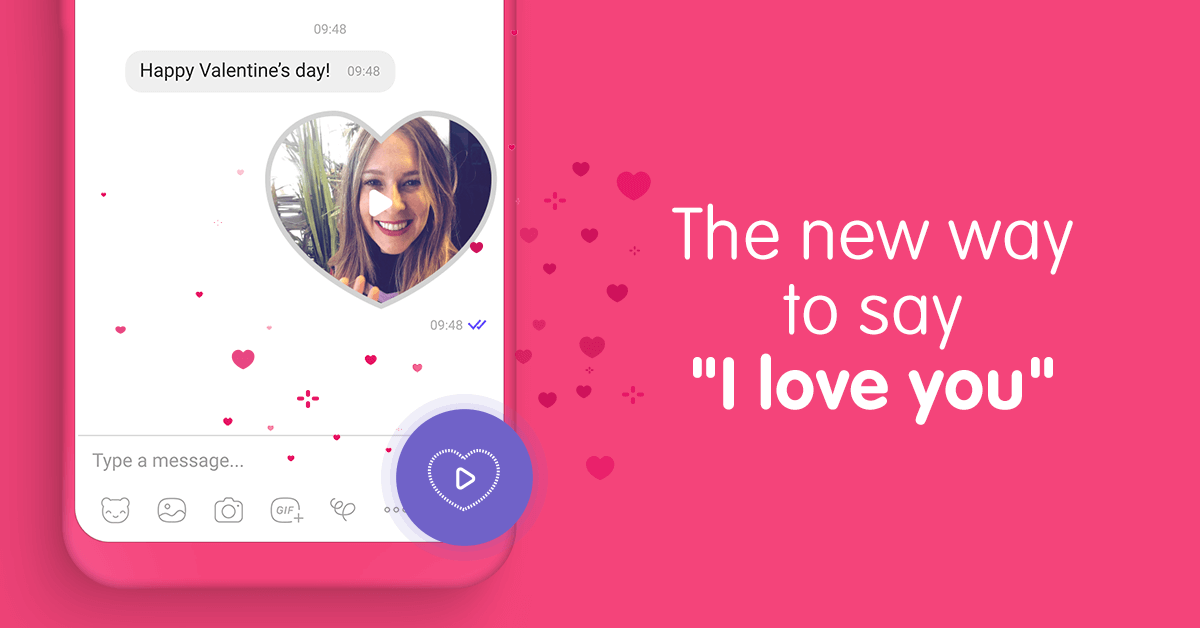 09:48
Happy Valentine’s day! 09:48
09:48
Type a message...
GIF
The new way
to say
"I love you"